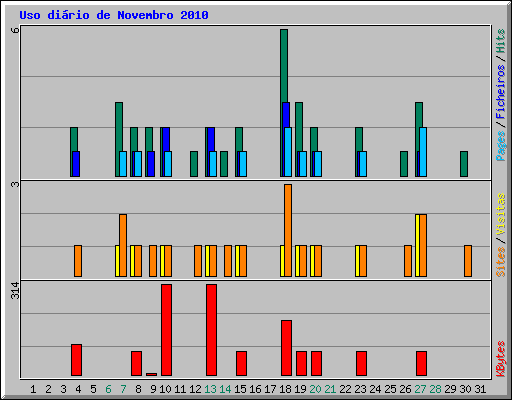 Uso diário de Novembro 2010
6
Pages / Ficheiros / Hits
3
Sites / Visitas
314
KBytes
1 2 3 4 5 6 7 8 9 10 11 12 13 14 15 16 17 18 19 20 21 22 23 24 25 26 27 28 29 30 31